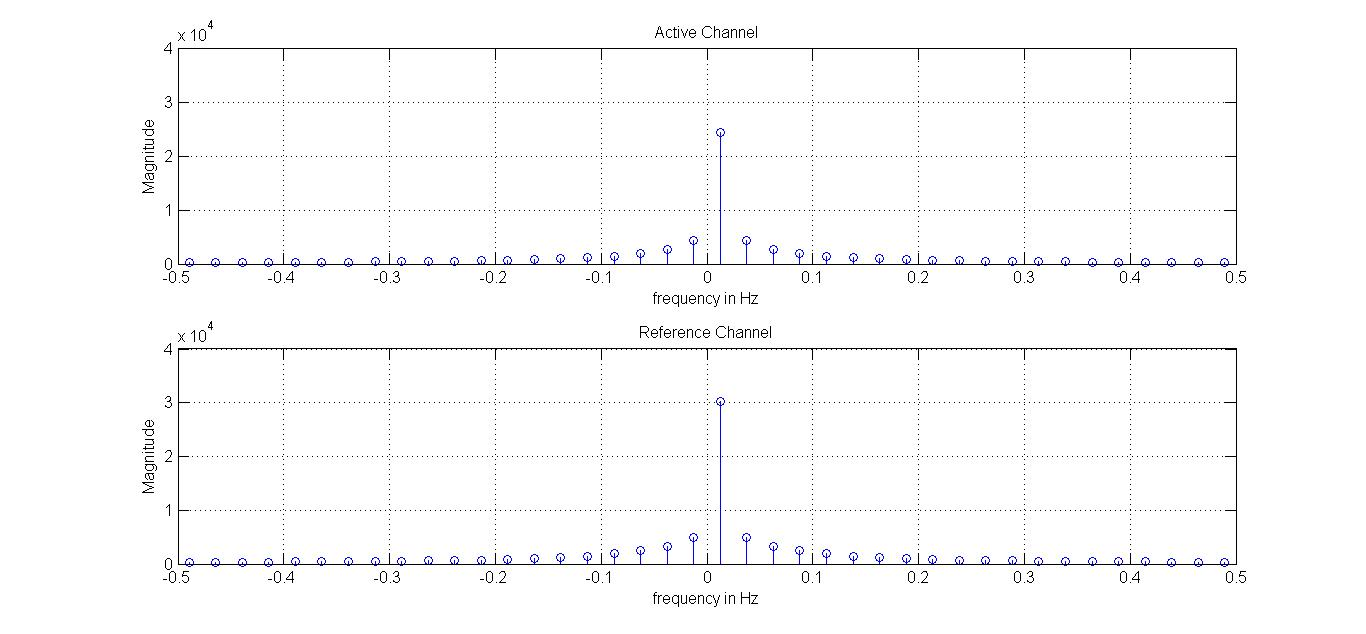 Active Channel
x 10^4
4
3
2
1
0
Magnitude
-0.5 -0.4 -0.3 -0.2 -0.1 0 0.1 0.2 0.3 0.4 0.5
frequency in Hz
Reference Channel
x 10^4
4
3
2
1
0
Magnitude
-0.5 -0.4 -0.3 -0.2 -0.1 0 0.1 0.2 0.3 0.4 0.5
frequency in Hz